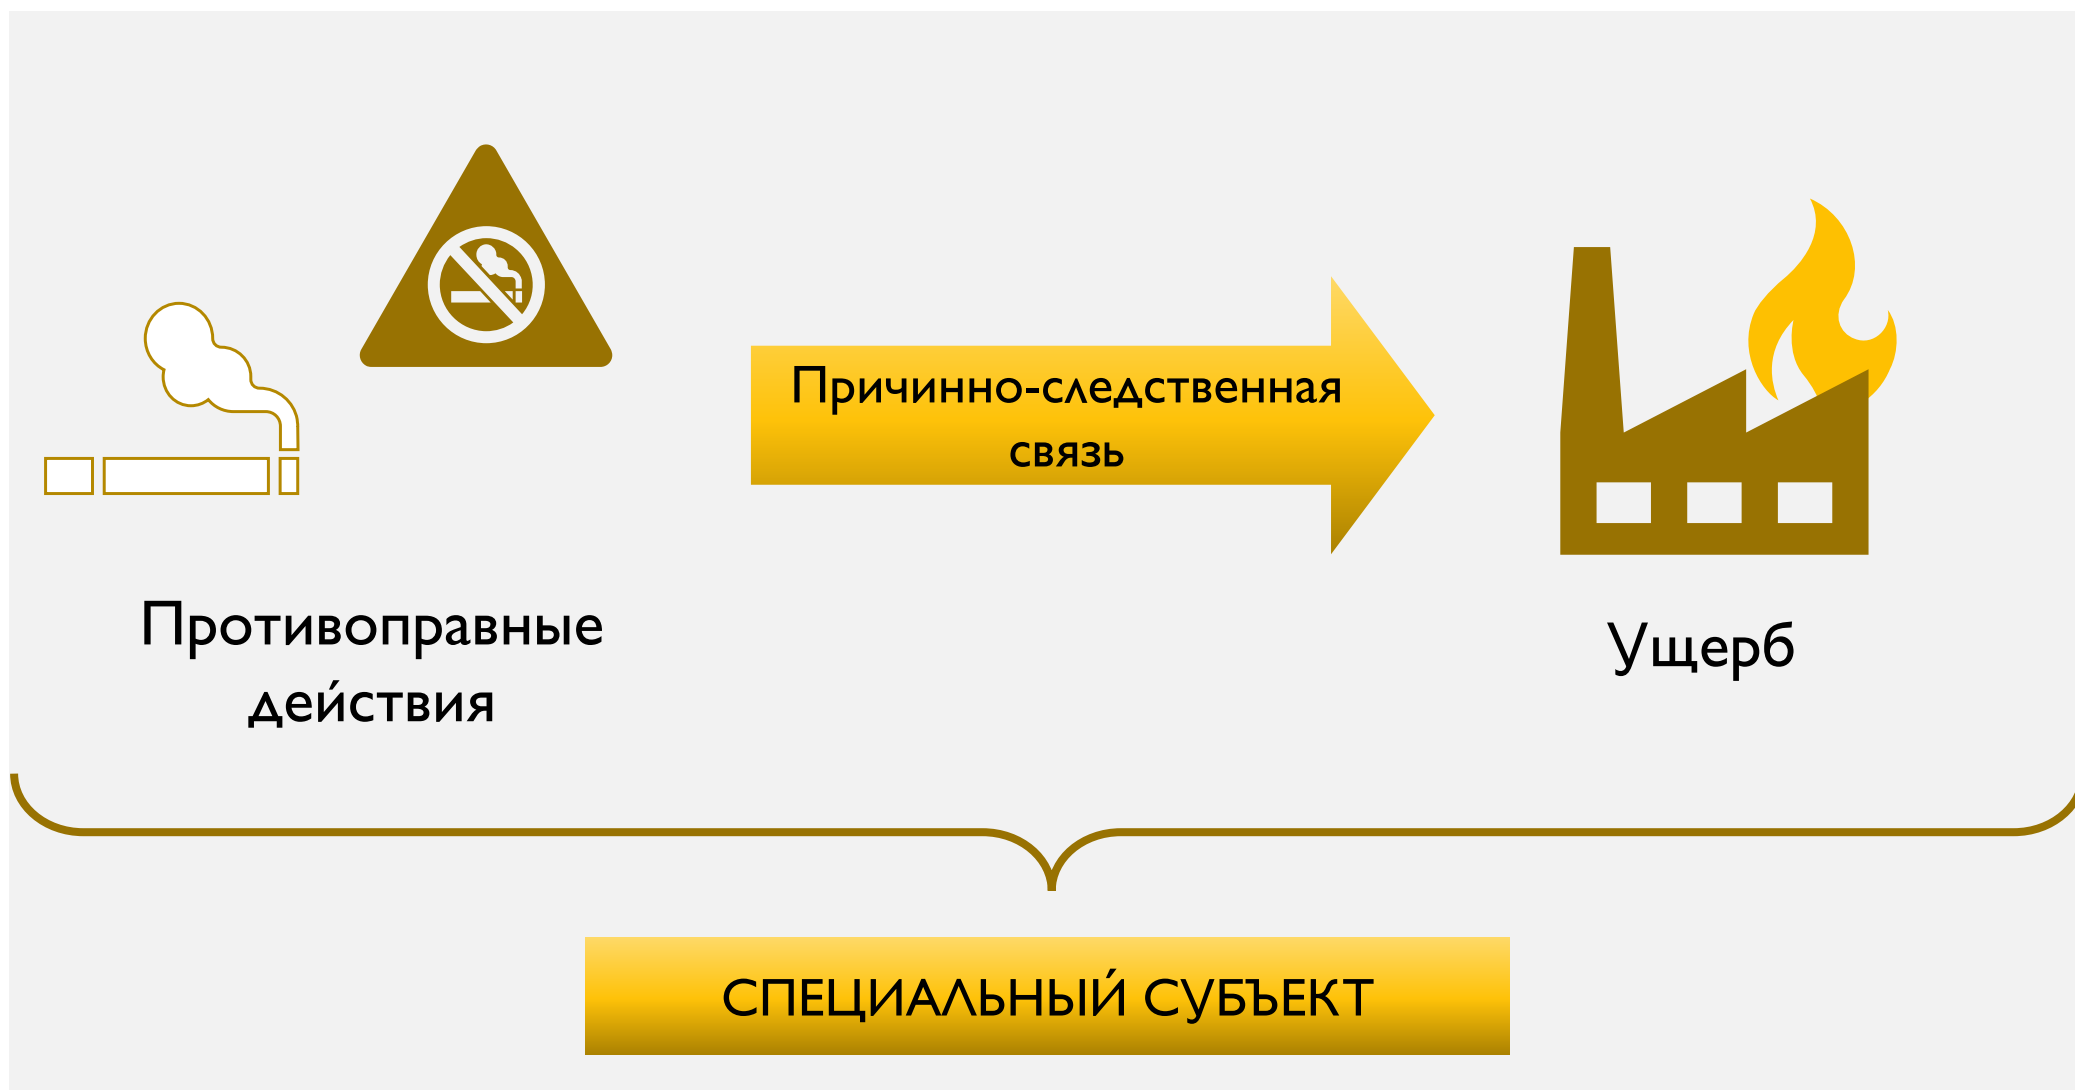 Причинно-следственная
связь
Противоправные
действия
Ущерб
СПЕЦИАЛЬНЫЙ СУБЪЕКТ